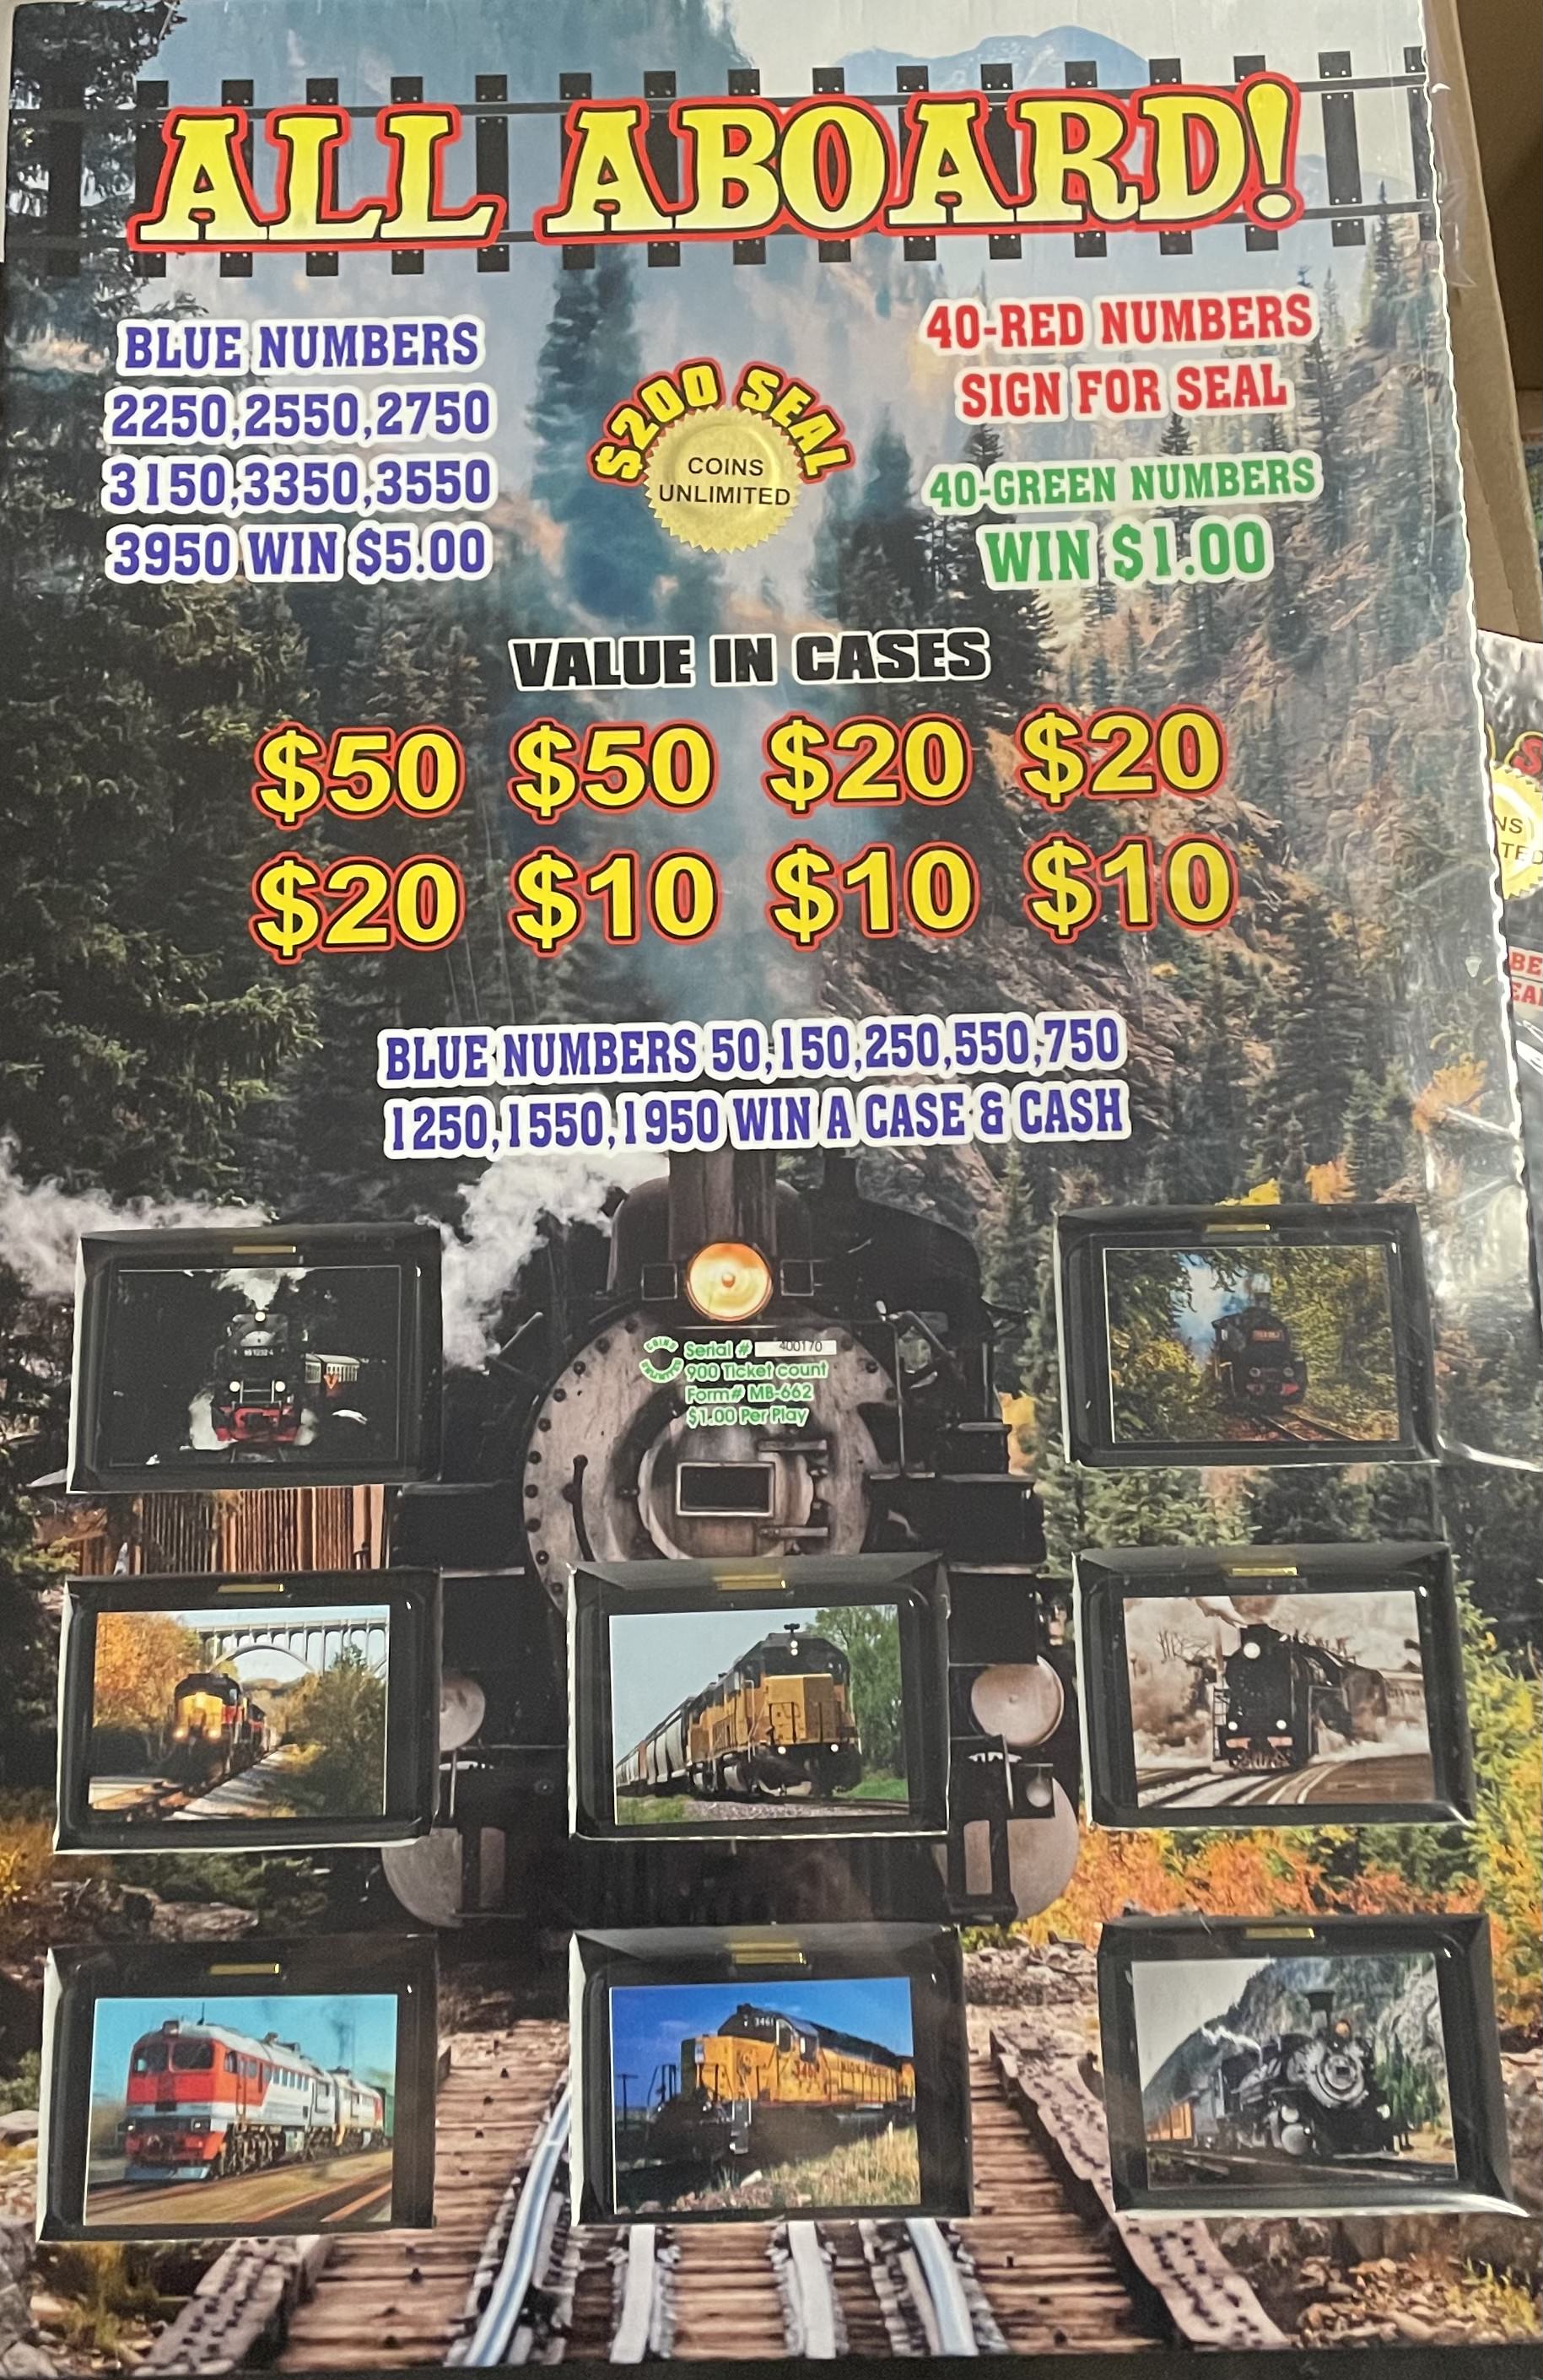 ALL ABOARD!
BLUE NUMBERS
2250,2550,2750
3150,3350,3550
3950 WIN $5.00
$200 SEAL
COINS
UNLIMITED
40-RED NUMBERS
SIGN FOR SEAL
40-GREEN NUMBERS
WIN $1.00
VALUE IN CASES
$50 $50 $20 $20
$20 $10 $10 $10
BLUE NUMBERS 50,150,250,550,750
1250,1550,1950 WIN A CASE & CASH
COINS UNLIMITED
Serial # 400170
900 Ticket count
Form# MB-662
$1.00 Per Play
3461